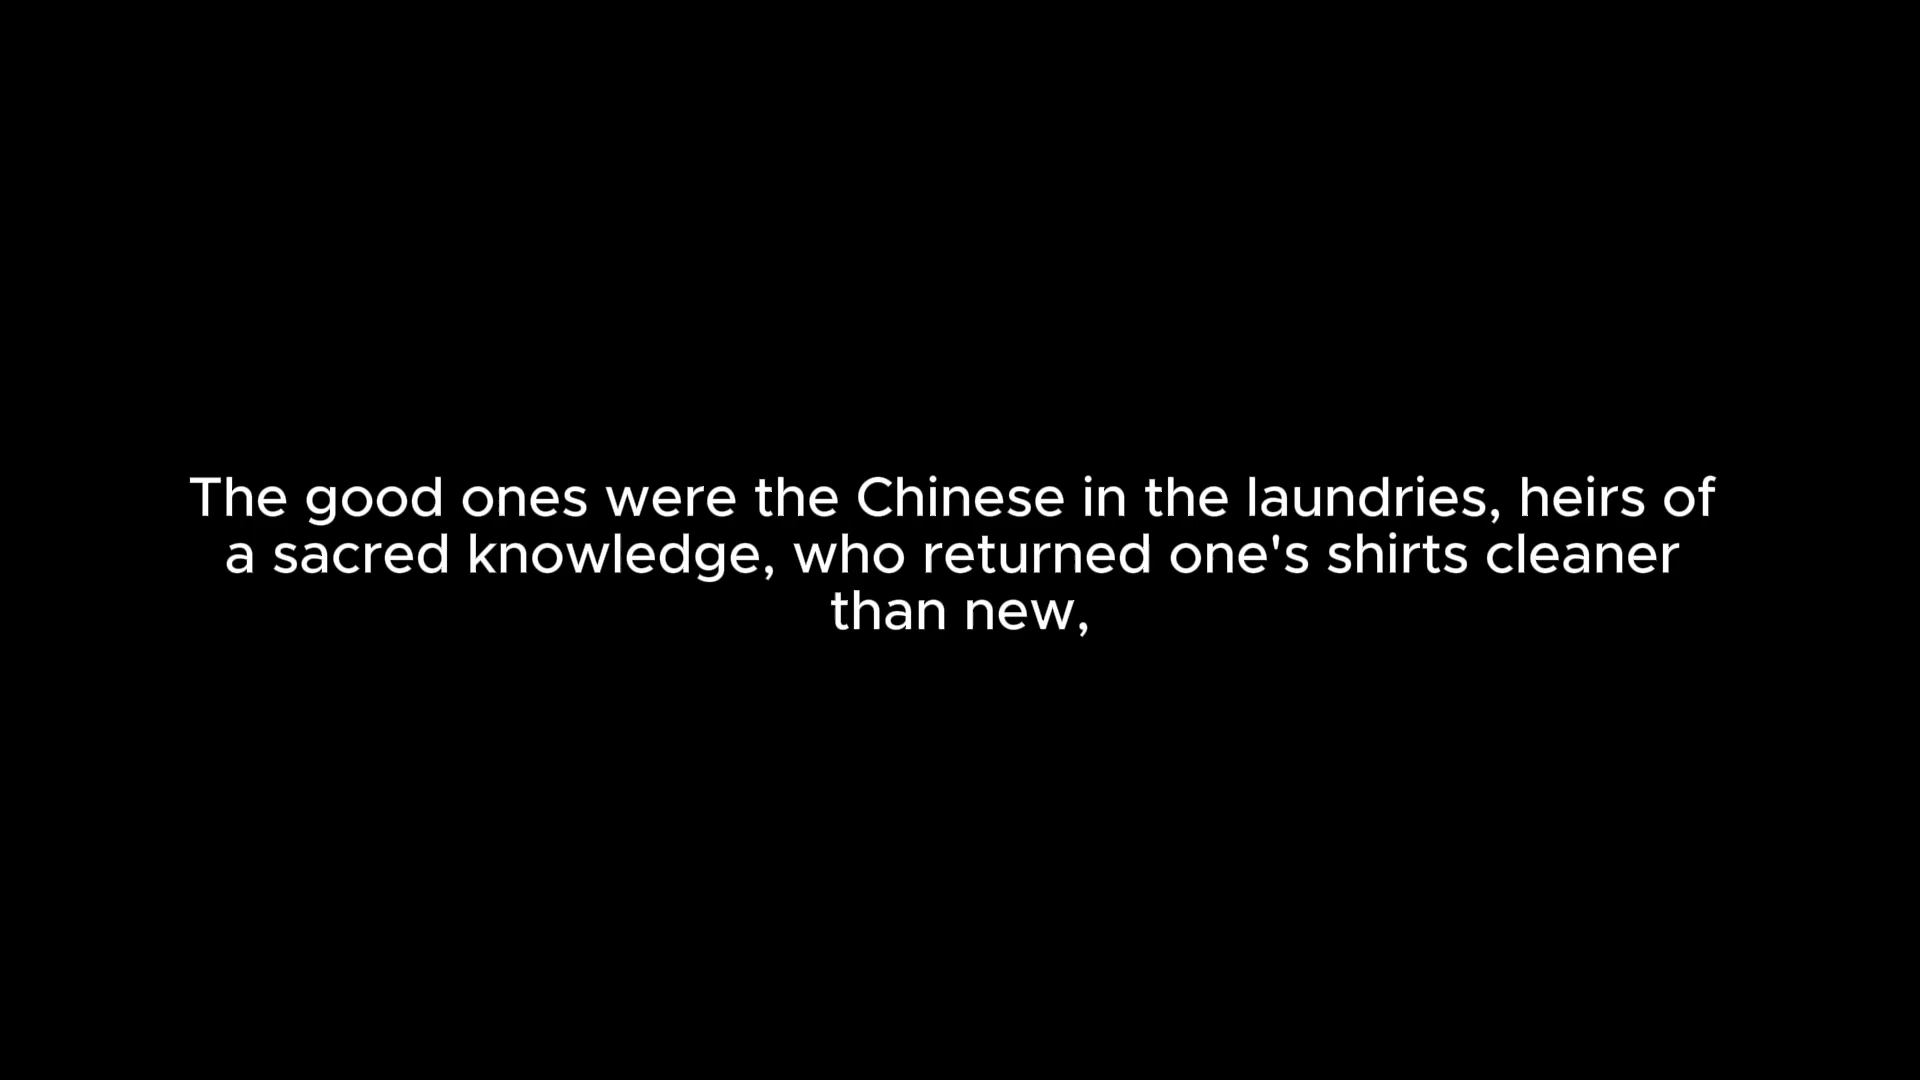 The good ones were the Chinese in the laundries, heirs of
a sacred knowledge, who returned one's shirts cleaner
than new,